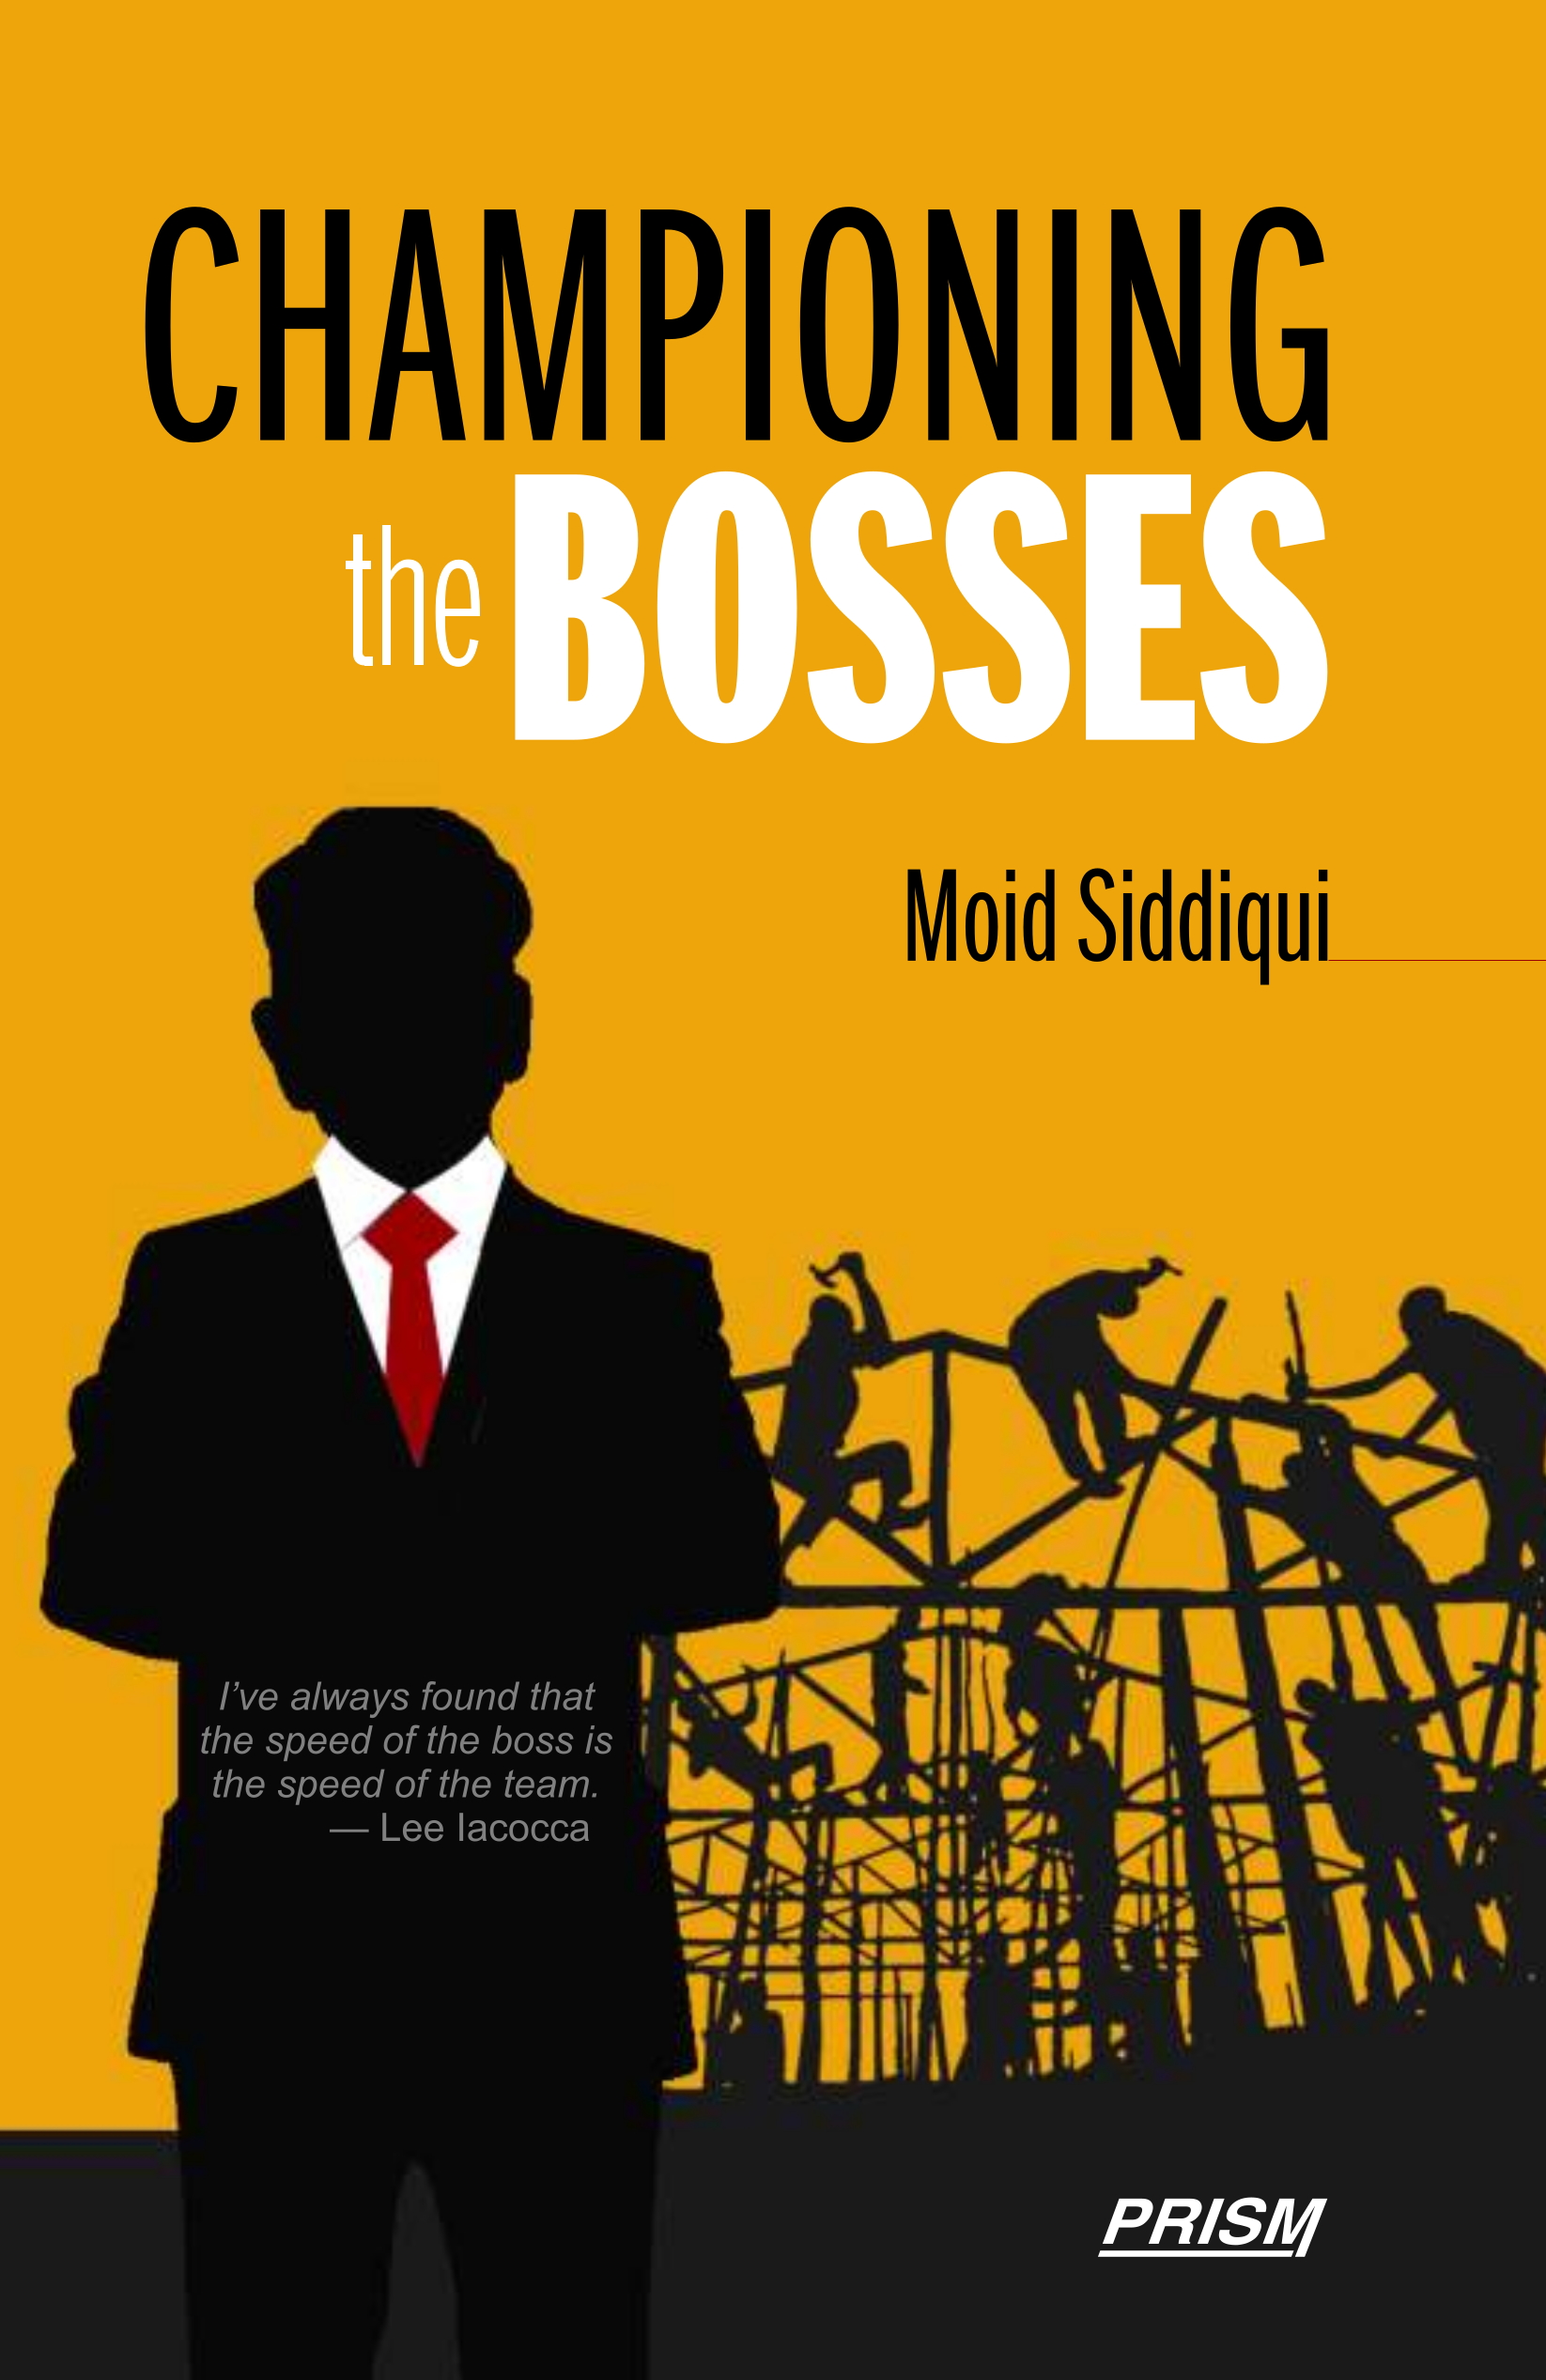 CHAMPIONING
the BOSSES
Moid Siddiqui
I’ve always found that
the speed of the boss is
the speed of the team.
— Lee Iacocca
PRISM